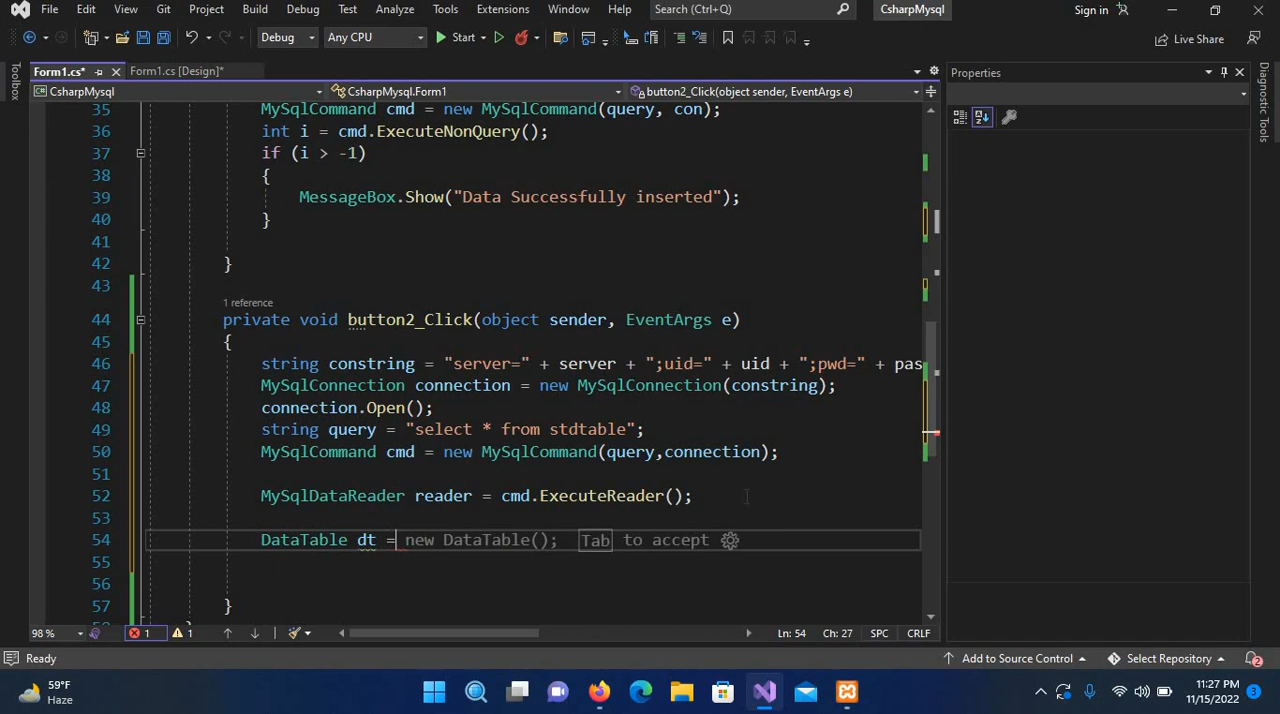 File Edit View Git Project Build Debug Test Analyze Tools Extensions Window Help Search (Ctrl+Q) CsharpMysql Sign in
Debug Any CPU Start Live Share
Form1.cs* Form1.cs [Design]* Properties
CsharpMysql CsharpMysql.Form1 button2_Click(object sender, EventArgs e)
Toolbox
Diagnostic Tools
35 MySqlCommand cmd = new MySqlCommand(query, con);
36 int i = cmd.ExecuteNonQuery();
37 if (i > -1)
38 {
39 MessageBox.Show("Data Successfully inserted");
40 }
41
42 }
43
1 reference
44 private void button2_Click(object sender, EventArgs e)
45 {
46 string constring = "server=" + server + ";uid=" + uid + ";pwd=" + pas
47 MySqlConnection connection = new MySqlConnection(constring);
48 connection.Open();
49 string query = "select * from stdtable";
50 MySqlCommand cmd = new MySqlCommand(query,connection);
51
52 MySqlDataReader reader = cmd.ExecuteReader();
53
54 DataTable dt = new DataTable(); Tab to accept
55
56
57 }
98 % 1 1 Ln: 54 Ch: 27 SPC CRLF
Ready Add to Source Control Select Repository 2
59°F
Haze
11:27 PM
11/15/2022 3